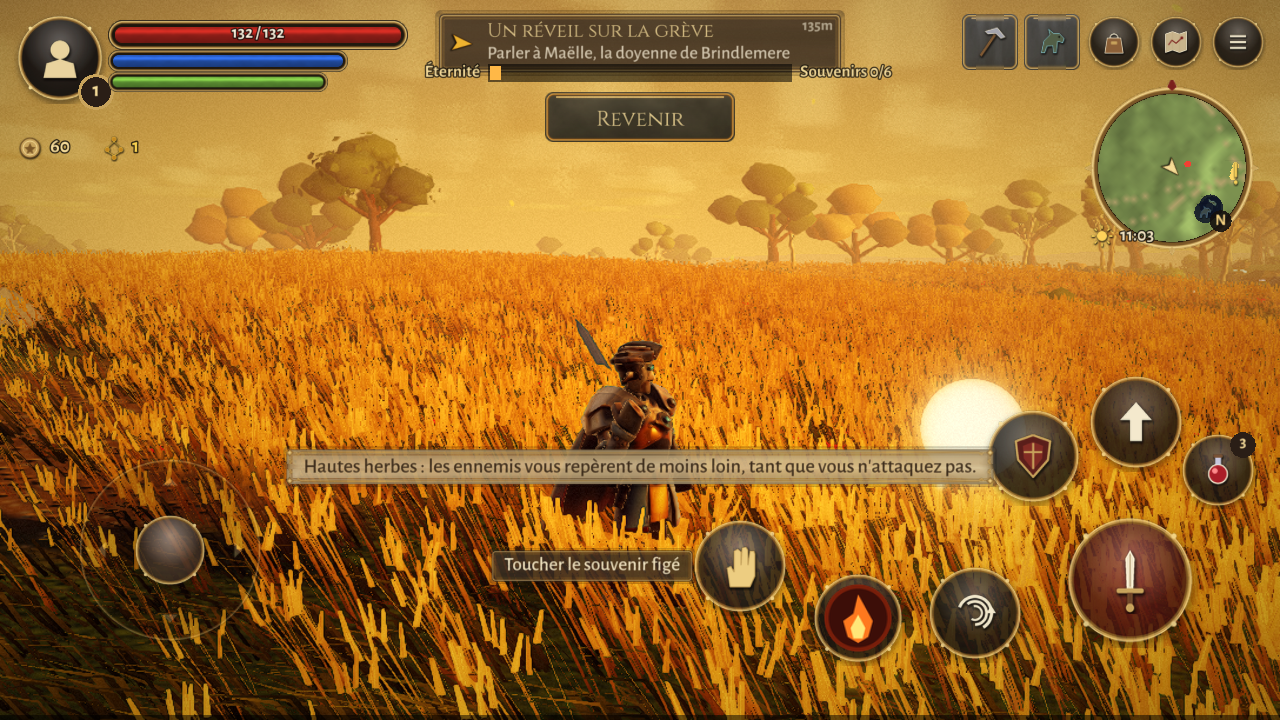 132/132
1
60
1
UN RÉVEIL SUR LA GRÈVE
135m
Parler à Maëlle, la doyenne de Brindlemere
Éternité
Souvenirs 0/6
REVENIR
N
11:03
3
Hautes herbes : les ennemis vous repèrent de moins loin, tant que vous n'attaquez pas.
Toucher le souvenir figé